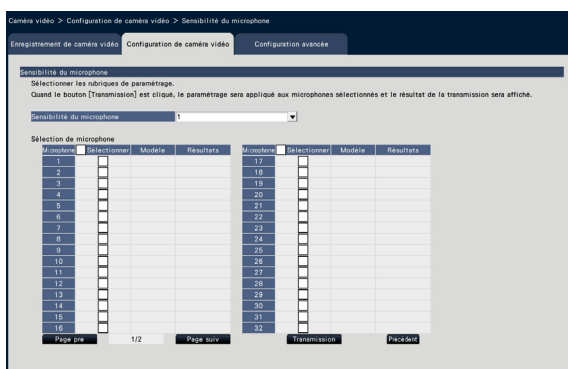 Caméra vidéo > Configuration de caméra vidéo > Sensibilité du microphone
Enregistrement de caméra vidéo Configuration de caméra vidéo Configuration avancée
Sensibilité du microphone
Sélectionner les rubriques de paramétrage.
Quand le bouton [Transmission] est cliqué, le paramétrage sera appliqué aux microphones sélectionnés et le résultat de la transmission sera affiché.
Sensibilité du microphone 1
Sélection de microphone
Microphone Sélectionner Modèle Résultats Microphone Sélectionner Modèle Résultats
1 17
2 18
3 19
4 20
5 21
6 22
7 23
8 24
9 25
10 26
11 27
12 28
13 29
14 30
15 31
16 32
Page pre 1/2 Page suiv Transmission Précédent